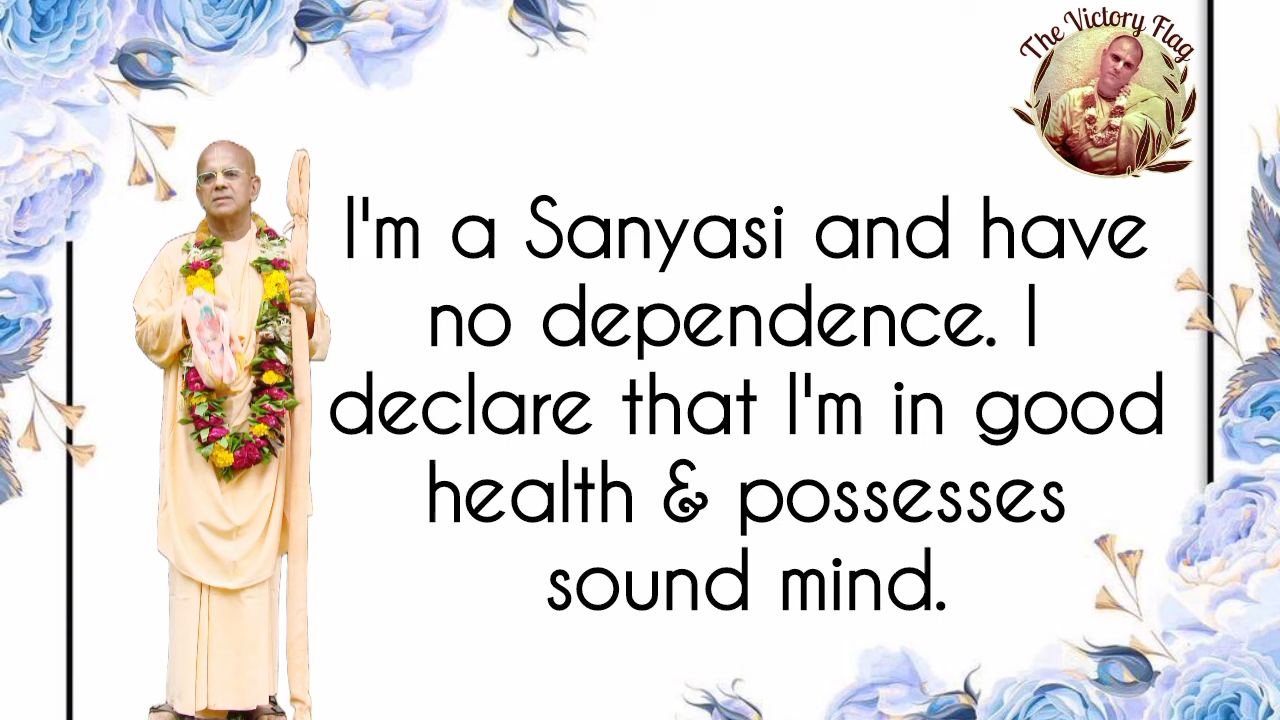 The Victory Flag
I'm a Sanyasi and have
no dependence. I
declare that I'm in good
health & possesses
sound mind.